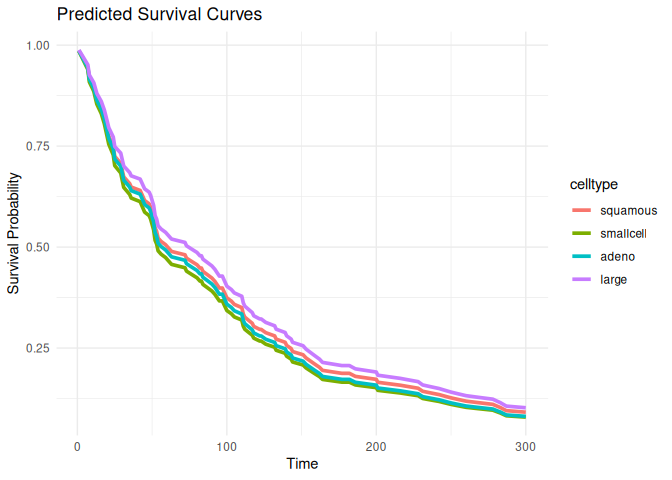 Predicted Survival Curves
1.00
0.75
0.50
0.25
Survival Probability
0
100
200
300
Time
celltype
squamous
smallcell
adeno
large